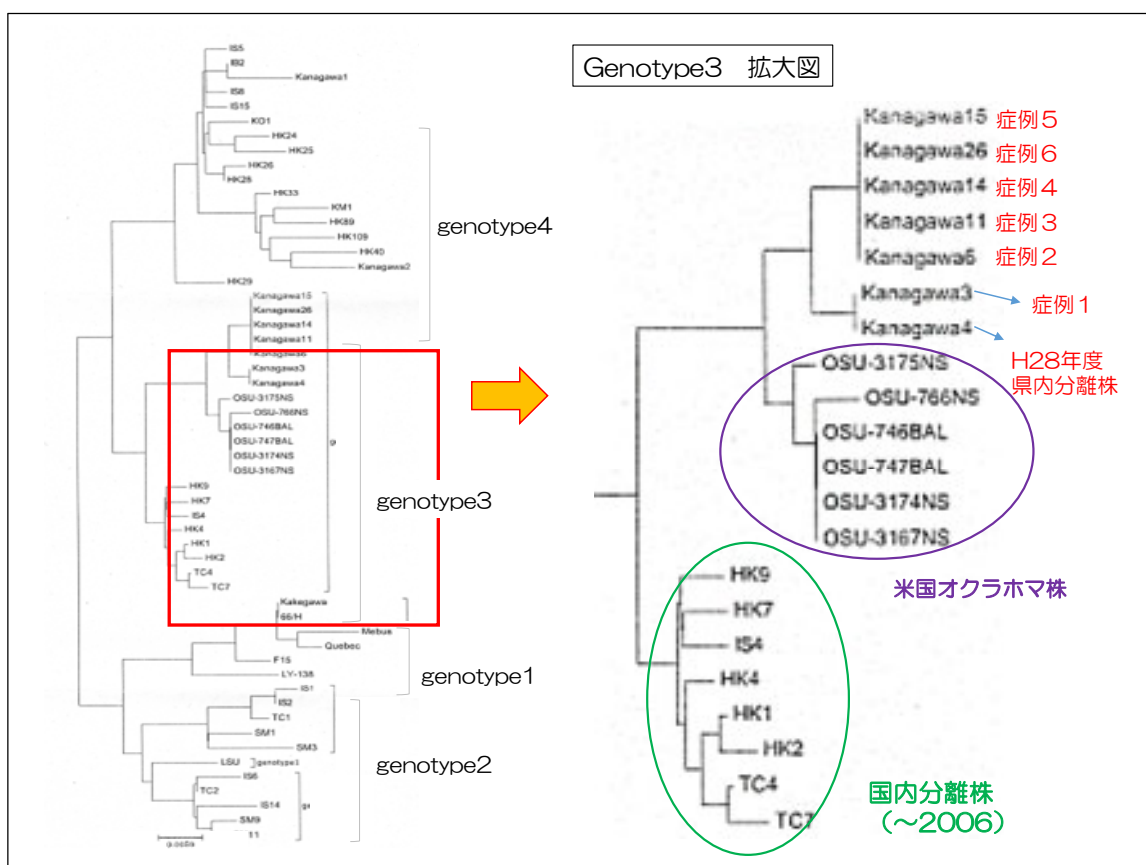 IS5
IB2
Kanagawa1
IS8
IS15
KO1
HK24
HK25
HK26
HK28
HK33
KM1
HK89
HK109
HK40
Kanagawa2
HK29
genotype4
Kanagawa15
Kanagawa26
Kanagawa14
Kanagawa11
Kanagawa6
Kanagawa3
Kanagawa4
OSU-3175NS
OSU-766NS
OSU-746BAL
OSU-747BAL
OSU-3174NS
OSU-3167NS
HK9
HK7
IS4
HK4
HK1
HK2
TC4
TC7
genotype3
Kakegawa
66/H
Mebus
Quebec
F15
LY-138
genotype1
IS1
IS2
TC1
SM1
SM3
LSU
IS6
TC2
IS14
SM9
11
genotype2
Genotype3 拡大図
Kanagawa15 症例5
Kanagawa26 症例6
Kanagawa14 症例4
Kanagawa11 症例3
Kanagawa6 症例2
Kanagawa3 症例1
Kanagawa4
H28年度
県内分離株
OSU-3175NS
OSU-766NS
OSU-746BAL
OSU-747BAL
OSU-3174NS
OSU-3167NS
米国オクラホマ株
HK9
HK7
IS4
HK4
HK1
HK2
TC4
TC7
国内分離株
(～2006)